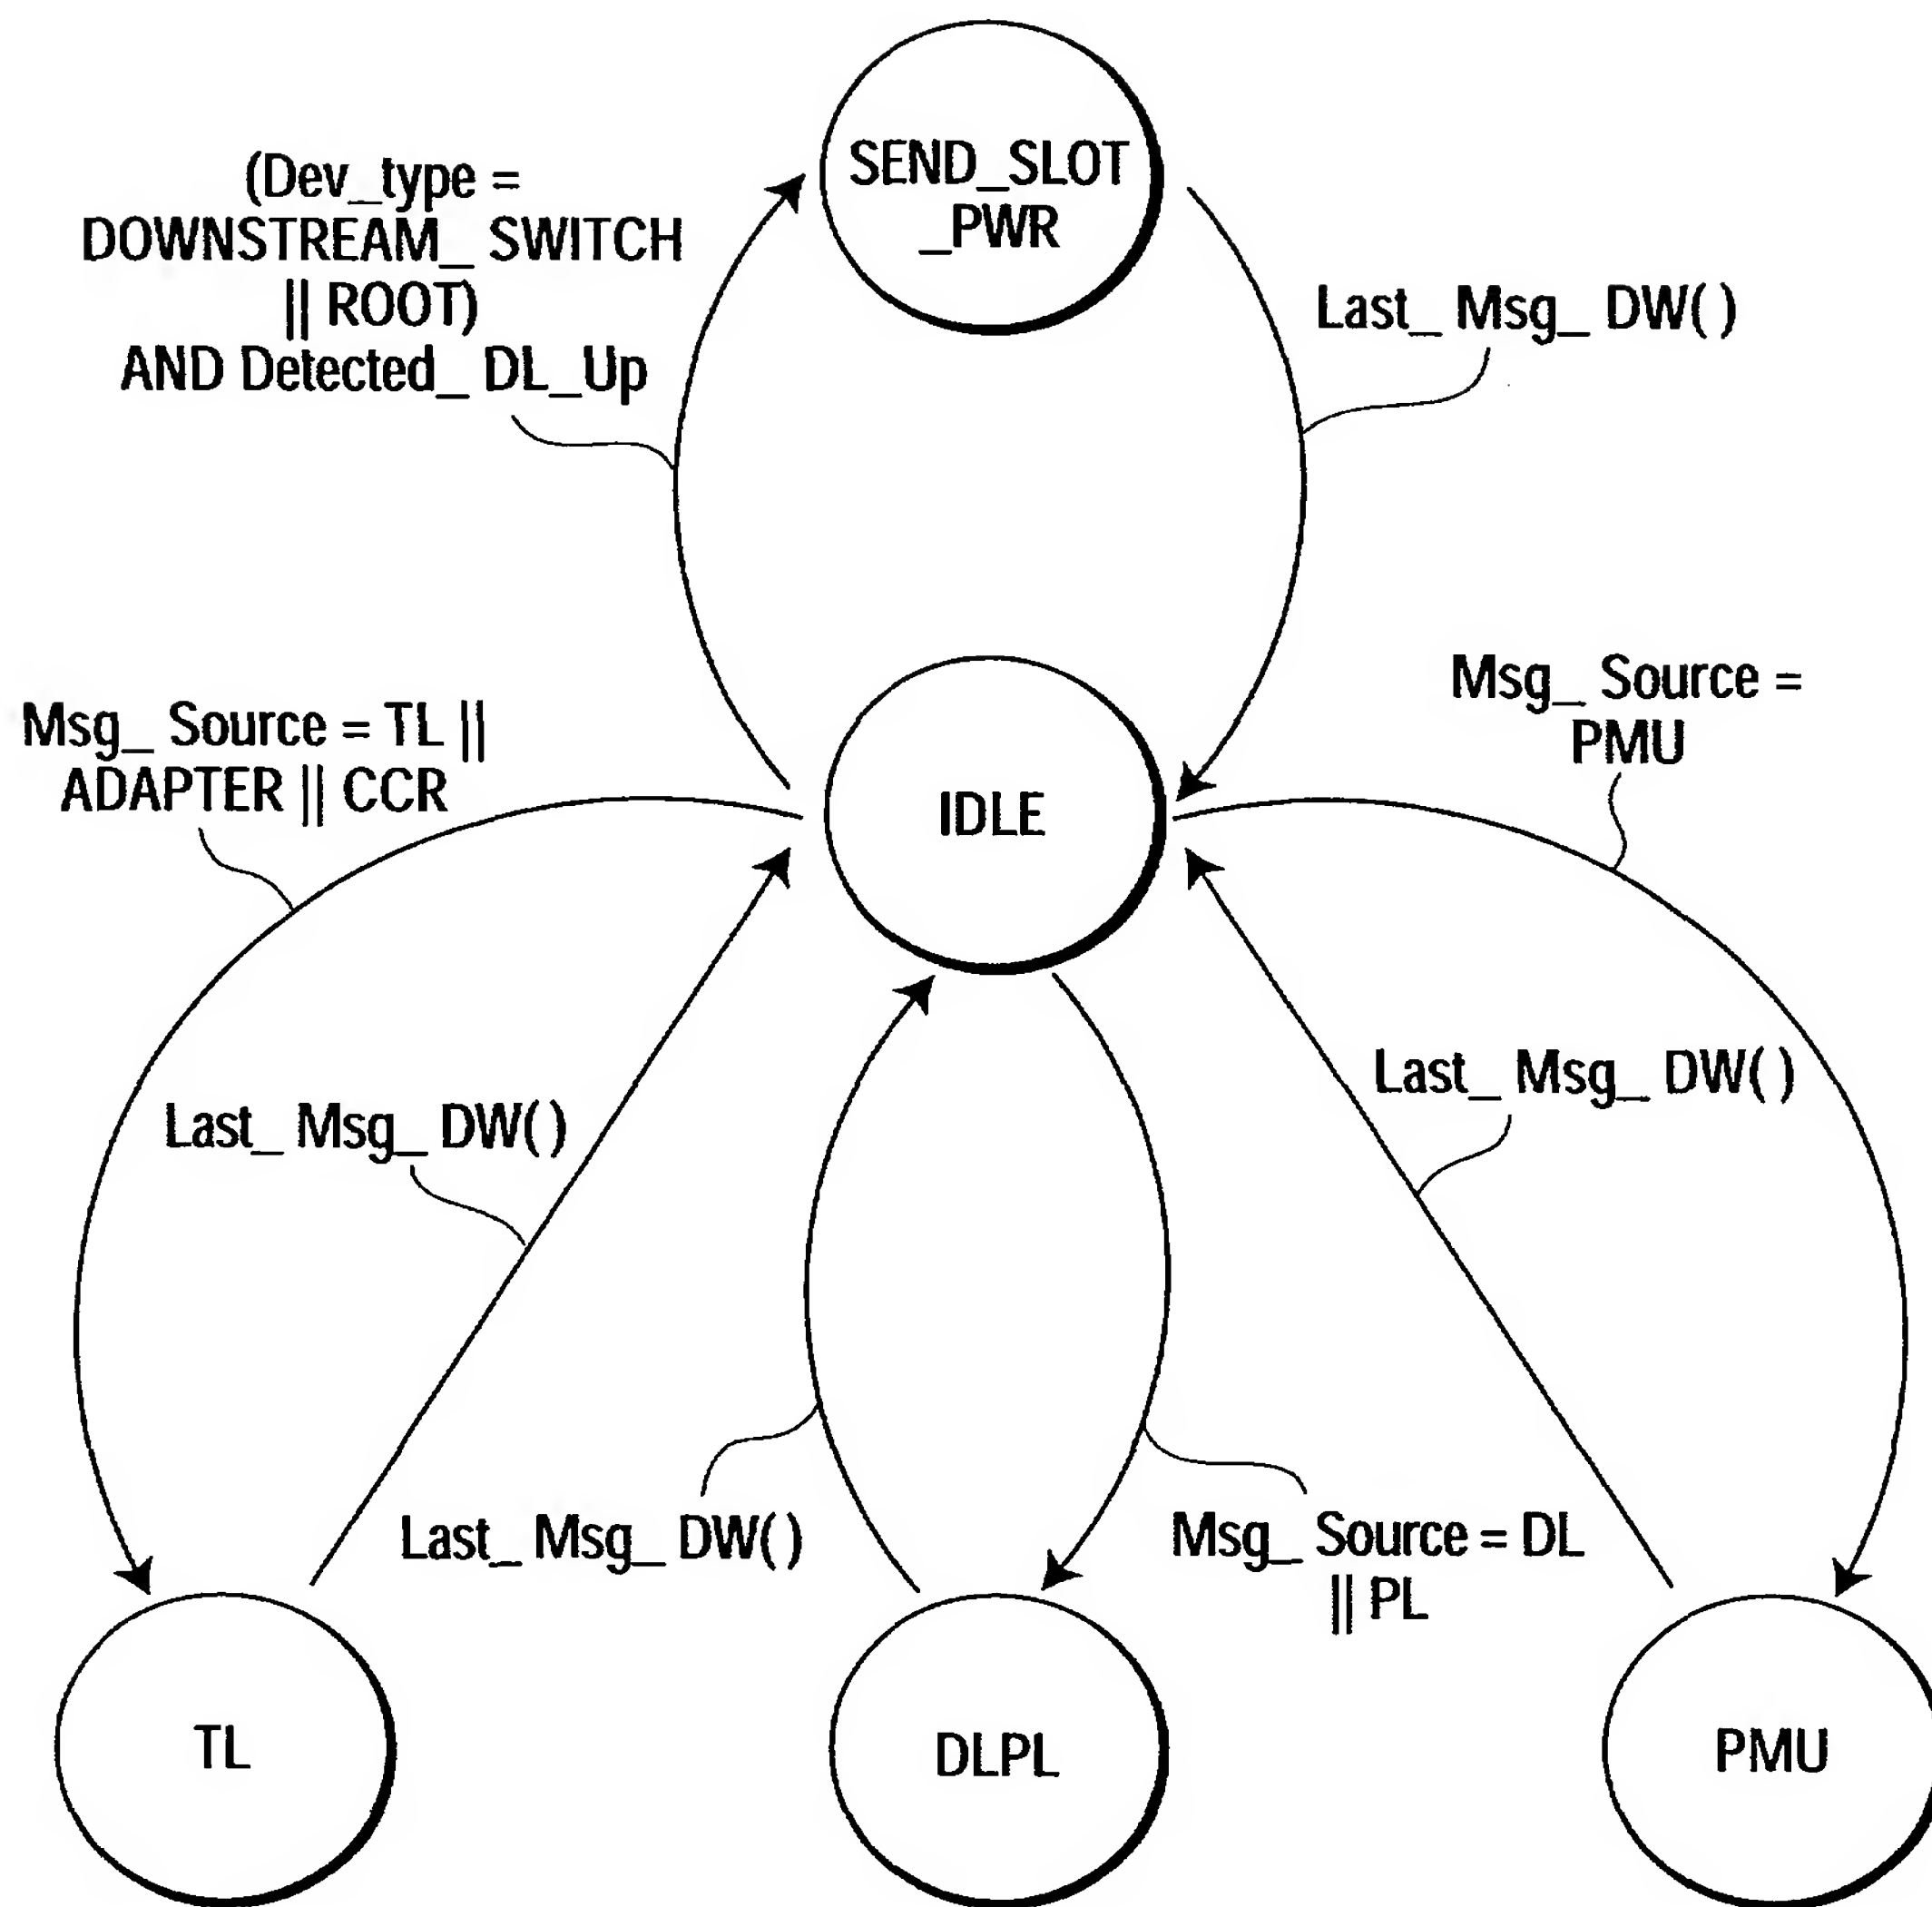 SEND_SLOT
_PWR
(Dev_type =
DOWNSTREAM_ SWITCH
|| ROOT)
AND Detected_ DL_Up
Last_ Msg_ DW( )
Msg_ Source =
PMU
Msg_ Source = TL ||
ADAPTER || CCR
IDLE
Last_ Msg_ DW( )
Last_ Msg_ DW( )
Last_ Msg_ DW( )
Msg_ Source = DL
|| PL
TL
DLPL
PMU